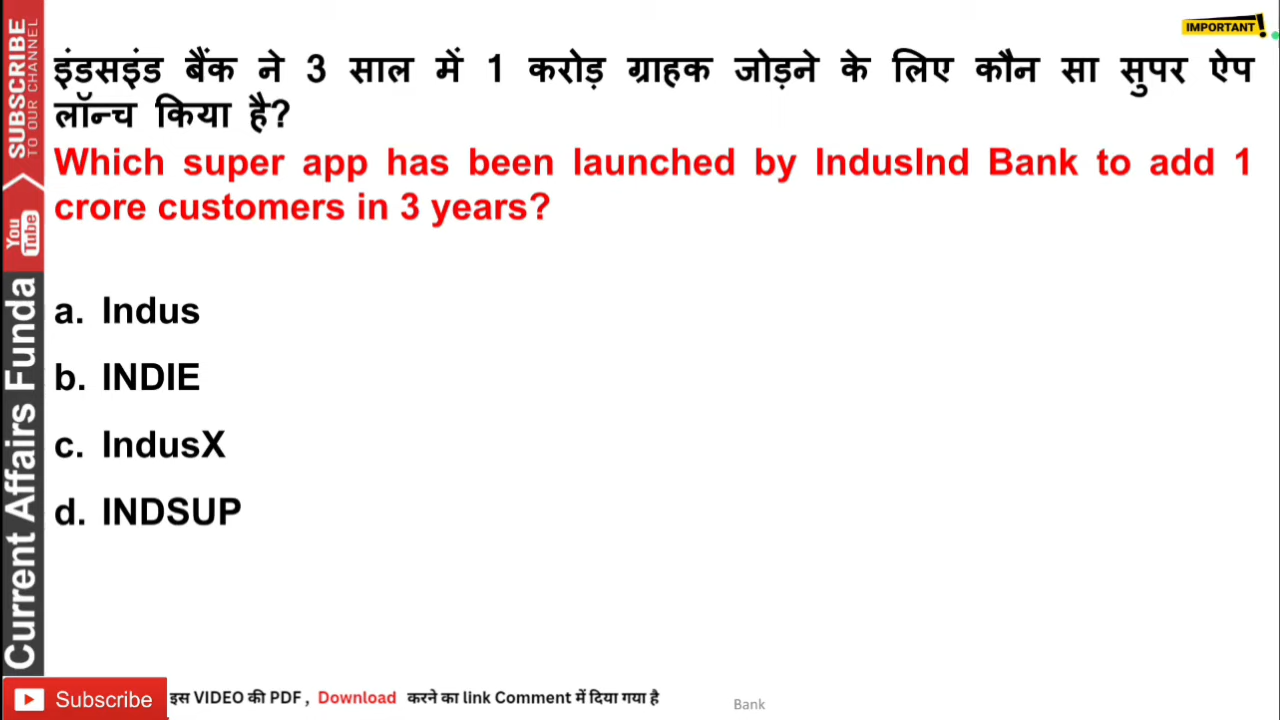 IMPORTANT!
इंडसइंड बैंक ने 3 साल में 1 करोड़ ग्राहक जोड़ने के लिए कौन सा सुपर ऐप
लॉन्च किया है?
Which super app has been launched by IndusInd Bank to add 1
crore customers in 3 years?
a. Indus
b. INDIE
c. IndusX
d. INDSUP
SUBSCRIBE
TO OUR CHANNEL
You
Tube
Current Affairs Funda
Subscribe
इस VIDEO की PDF , Download करने का link Comment में दिया गया है
Bank